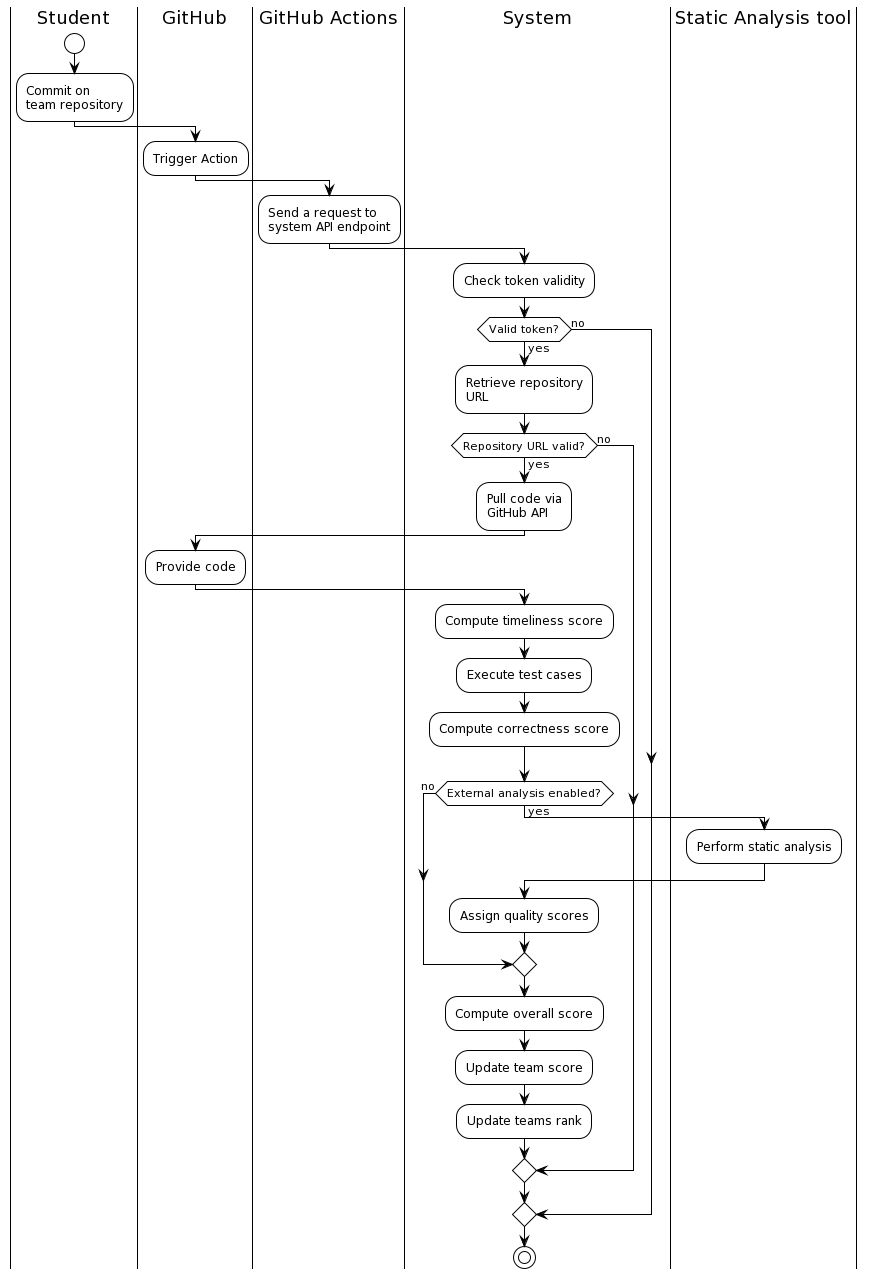 Student
GitHub
GitHub Actions
System
Static Analysis tool
Commit on
team repository
Trigger Action
Send a request to
system API endpoint
Check token validity
Valid token?
no
yes
Retrieve repository
URL
Repository URL valid?
no
yes
Pull code via
GitHub API
Provide code
Compute timeliness score
Execute test cases
Compute correctness score
no
External analysis enabled?
yes
Perform static analysis
Assign quality scores
Compute overall score
Update team score
Update teams rank